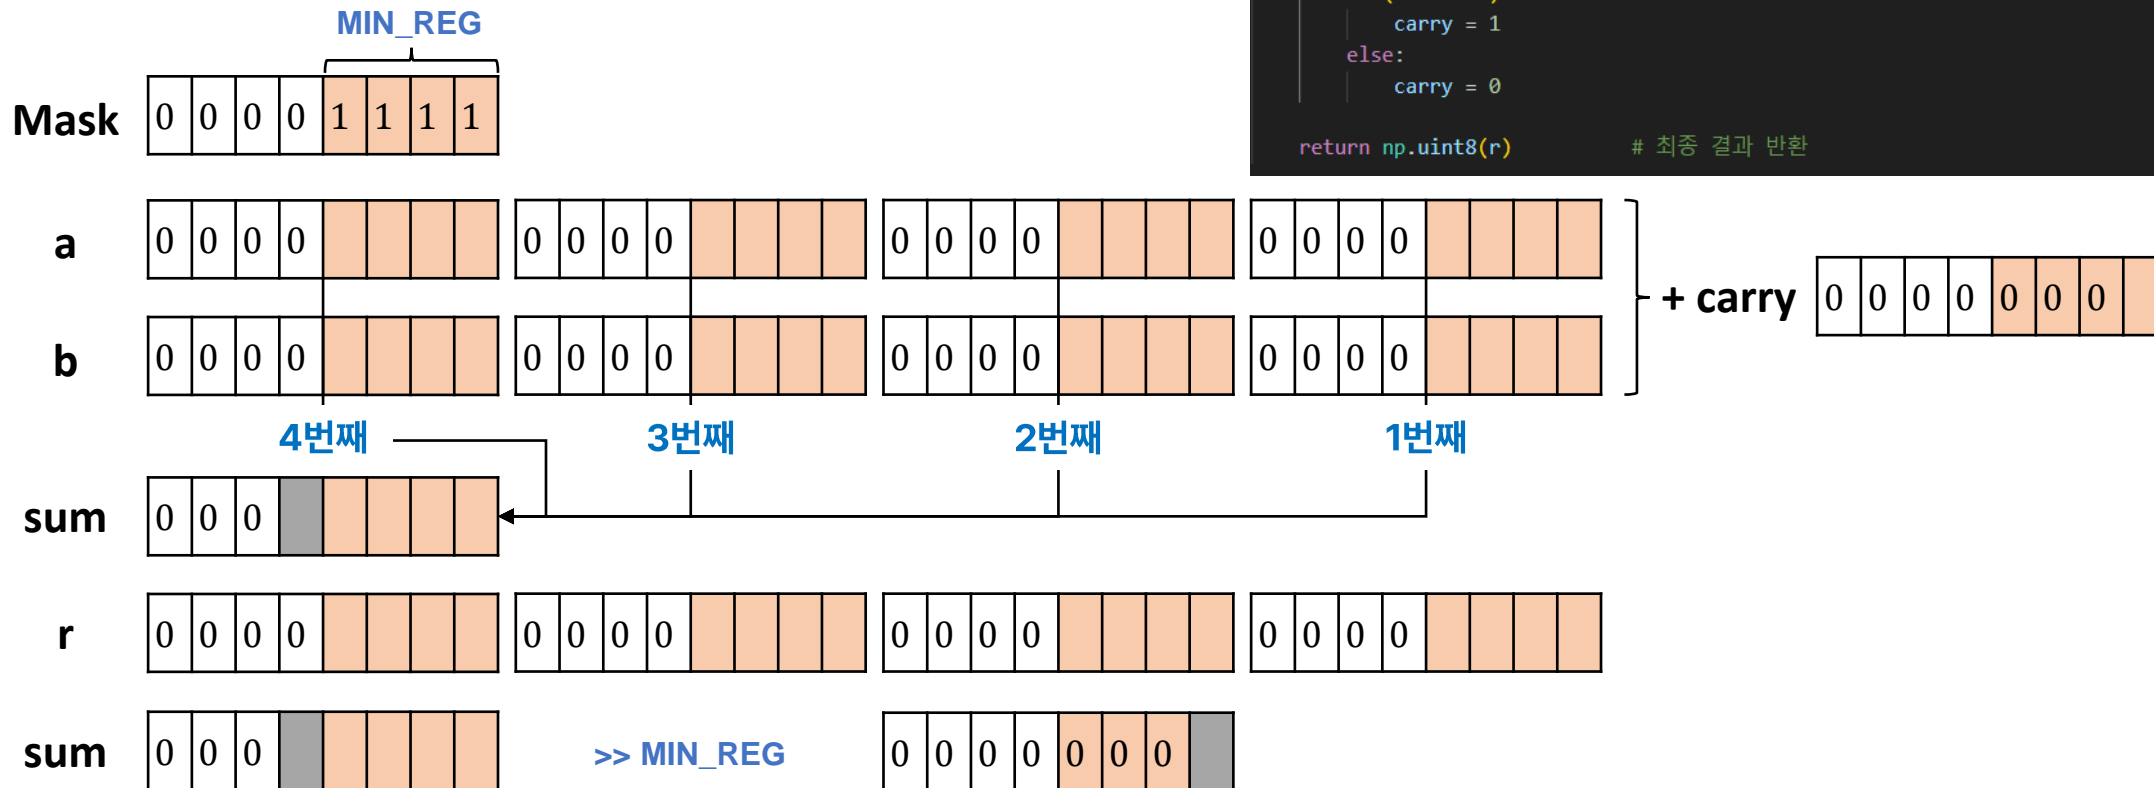 MIN_REG
carry = 1
else:
carry = 0
return np.uint8(r) # 최종 결과 반환
Mask 0 0 0 0 1 1 1 1
a 0 0 0 0 0 0 0 0 0 0 0 0 0 0 0 0
+ carry 0 0 0 0 0 0 0
b 0 0 0 0 0 0 0 0 0 0 0 0 0 0 0 0
4번째 3번째 2번째 1번째
sum 0 0 0
r 0 0 0 0 0 0 0 0 0 0 0 0 0 0 0 0
sum 0 0 0 >> MIN_REG 0 0 0 0 0 0 0